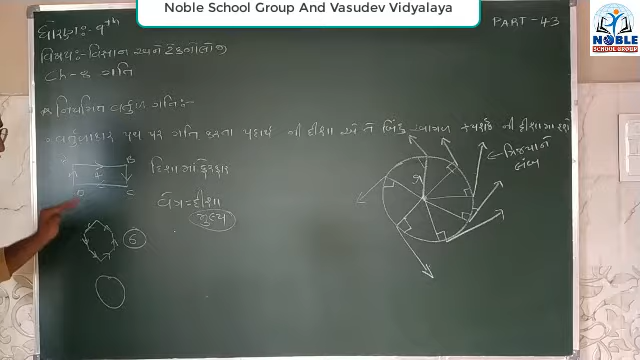 Noble School Group And Vasudev Vidyalaya
NOBLE
SCHOOL GROUP
PART - 43
ધોરણ :- 9th
વિષય:- વિજ્ઞાન અને ટેકનોલોજી
Ch-8 ગતિ
* નિયમિત વર્તુળ ગતિ:-
વર્તુળાકાર પથ પર ગતિ કરતા પદાર્થ ની દિશા એ તે બિંદુ આગળ સ્પર્શક ની દિશામાં હશે
A B
4
D C
દિશામાં ફેરફાર
વેગ = દિશા
મૂલ્ય
6
ત્રિજ્યાને
લંબ